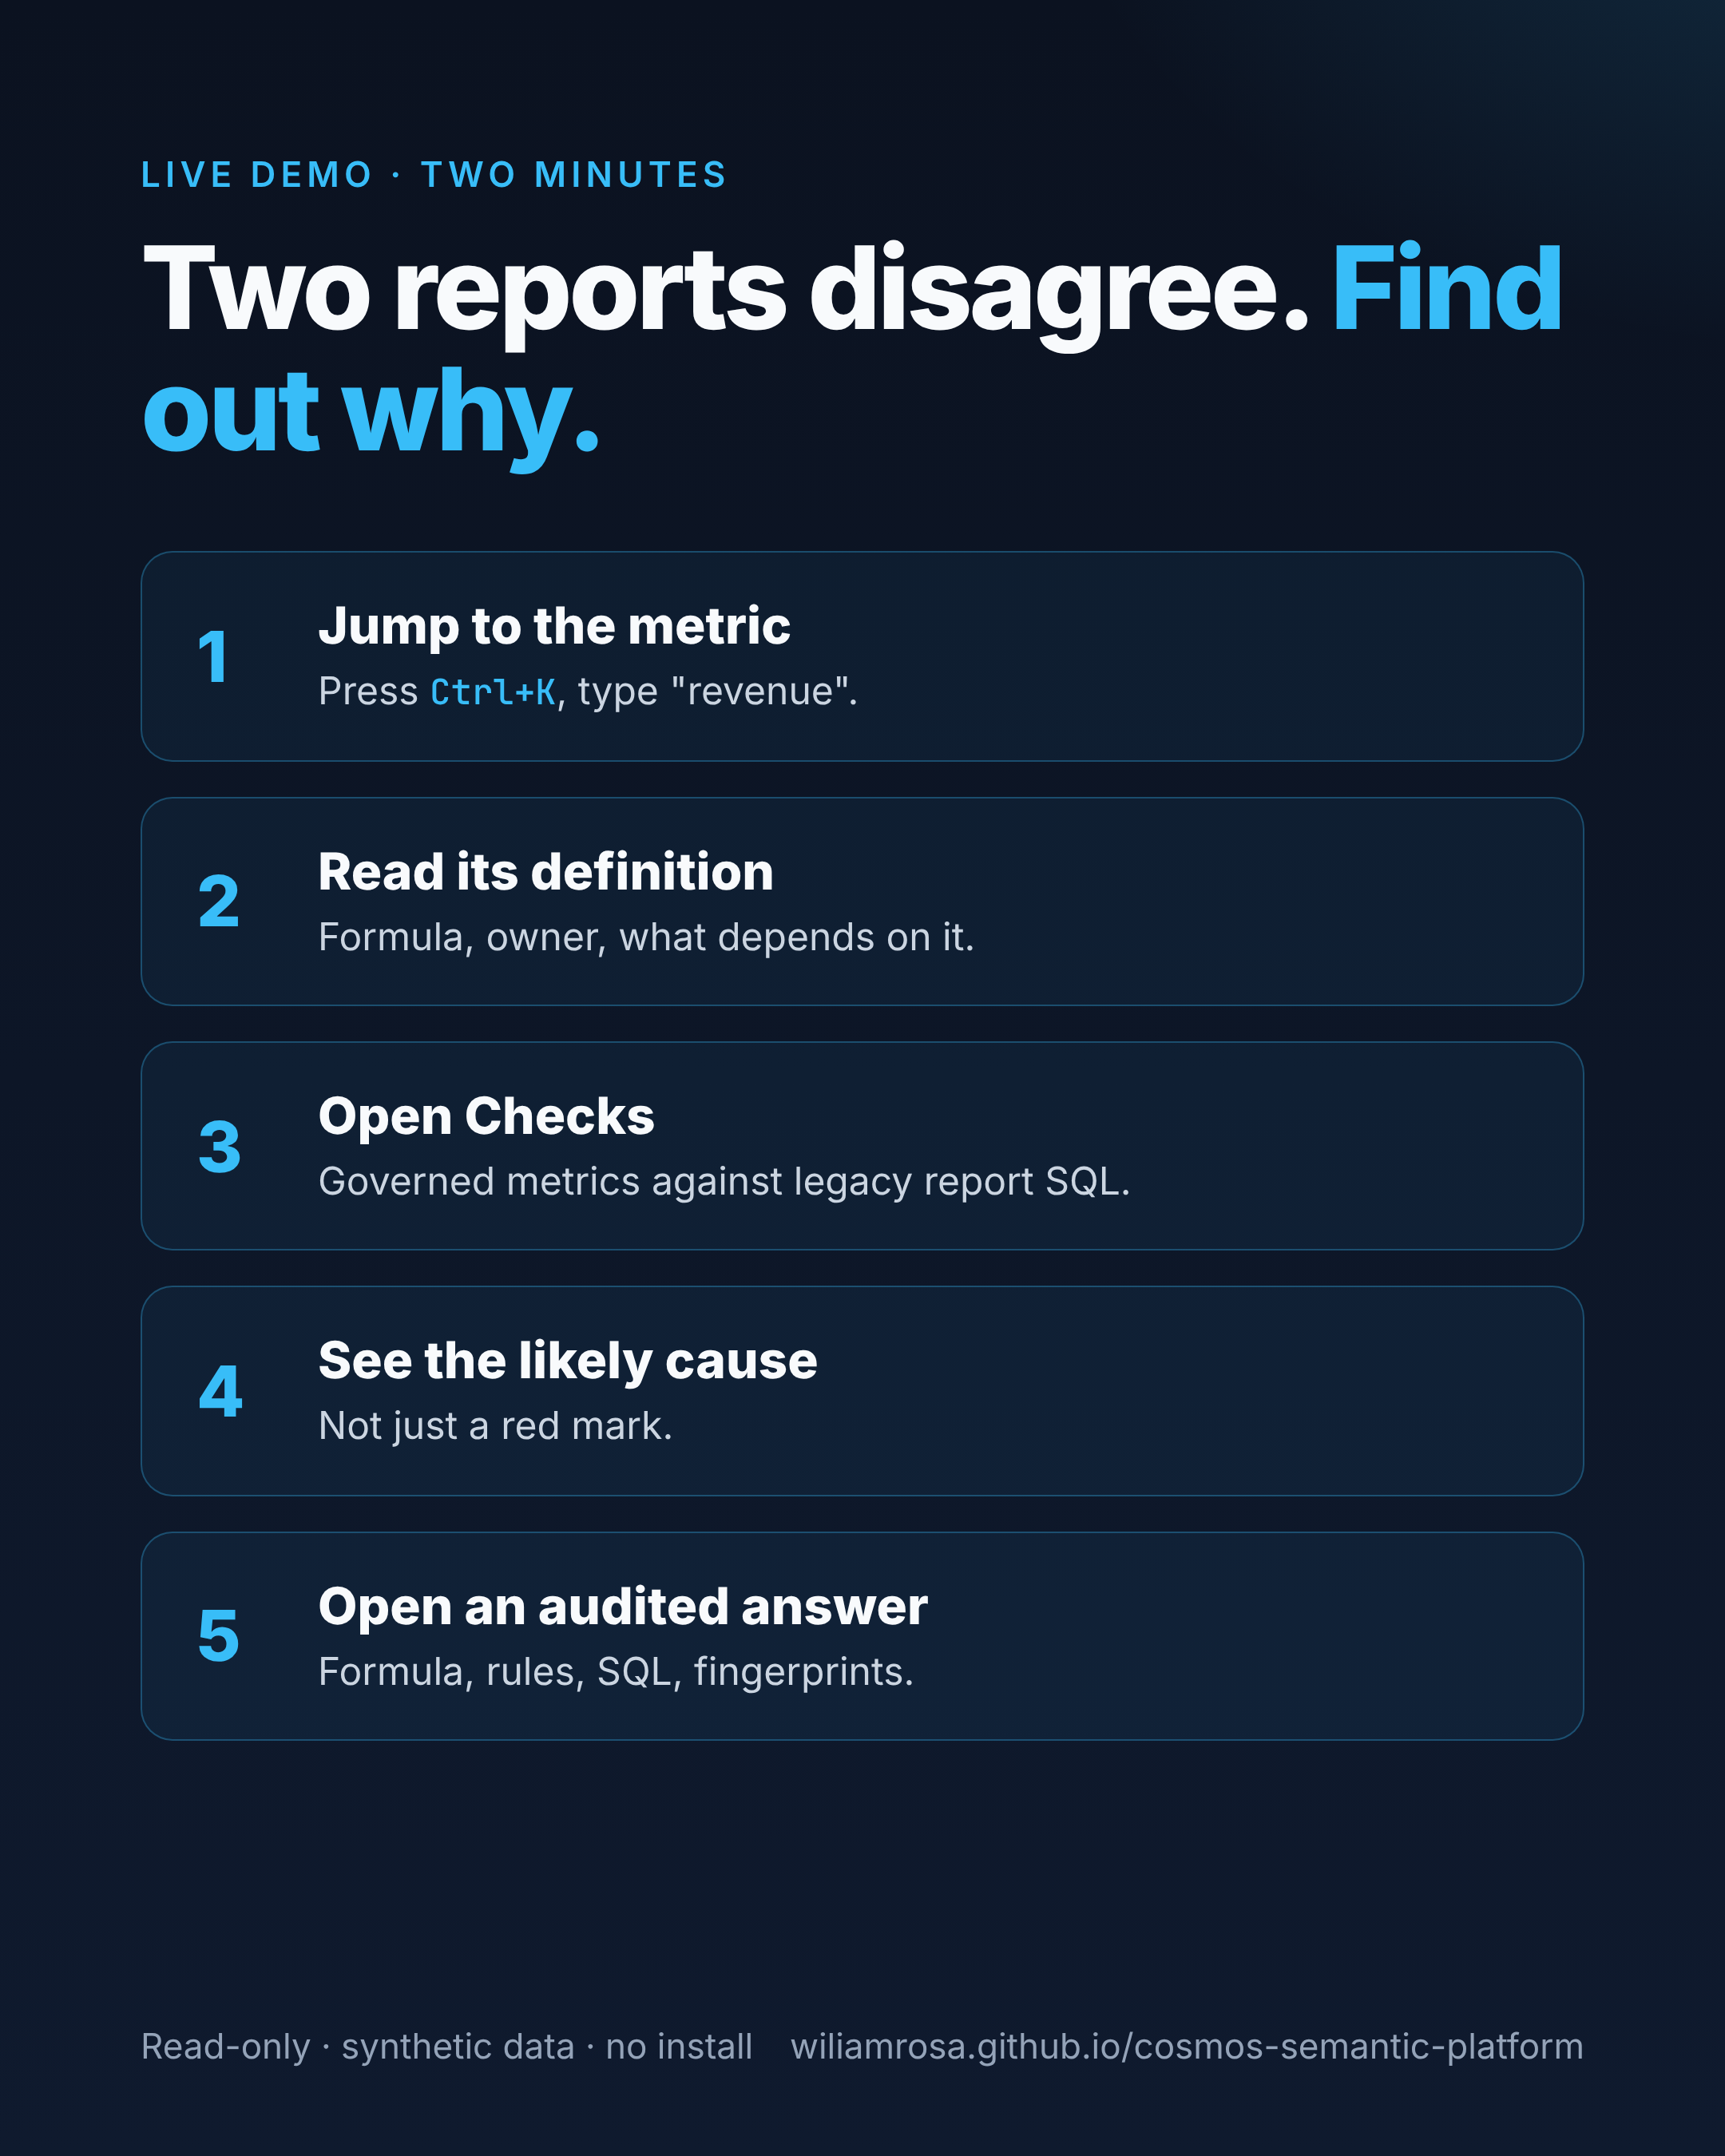 LIVE DEMO · TWO MINUTES
Two reports disagree. Find
out why.
1
Jump to the metric
Press Ctrl+K, type "revenue".
2
Read its definition
Formula, owner, what depends on it.
3
Open Checks
Governed metrics against legacy report SQL.
4
See the likely cause
Not just a red mark.
5
Open an audited answer
Formula, rules, SQL, fingerprints.
Read-only · synthetic data · no install wiliamrosa.github.io/cosmos-semantic-platform